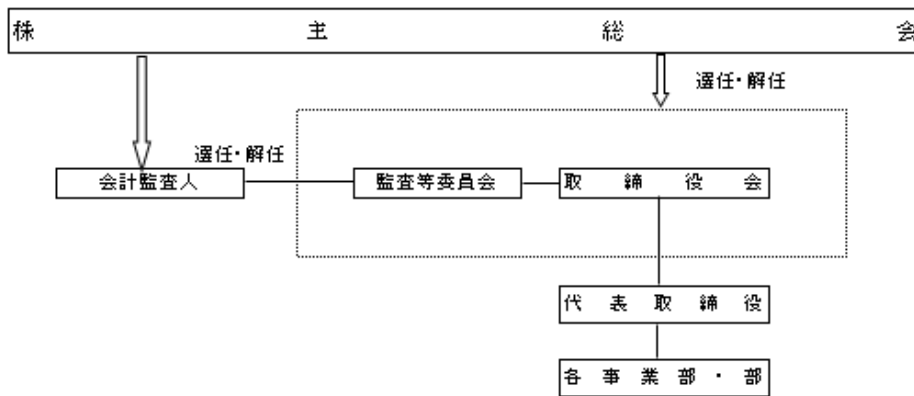 株主総会
選任・解任
選任・解任
会計監査人
監査等委員会
取締役会
代表取締役
各事業部・部